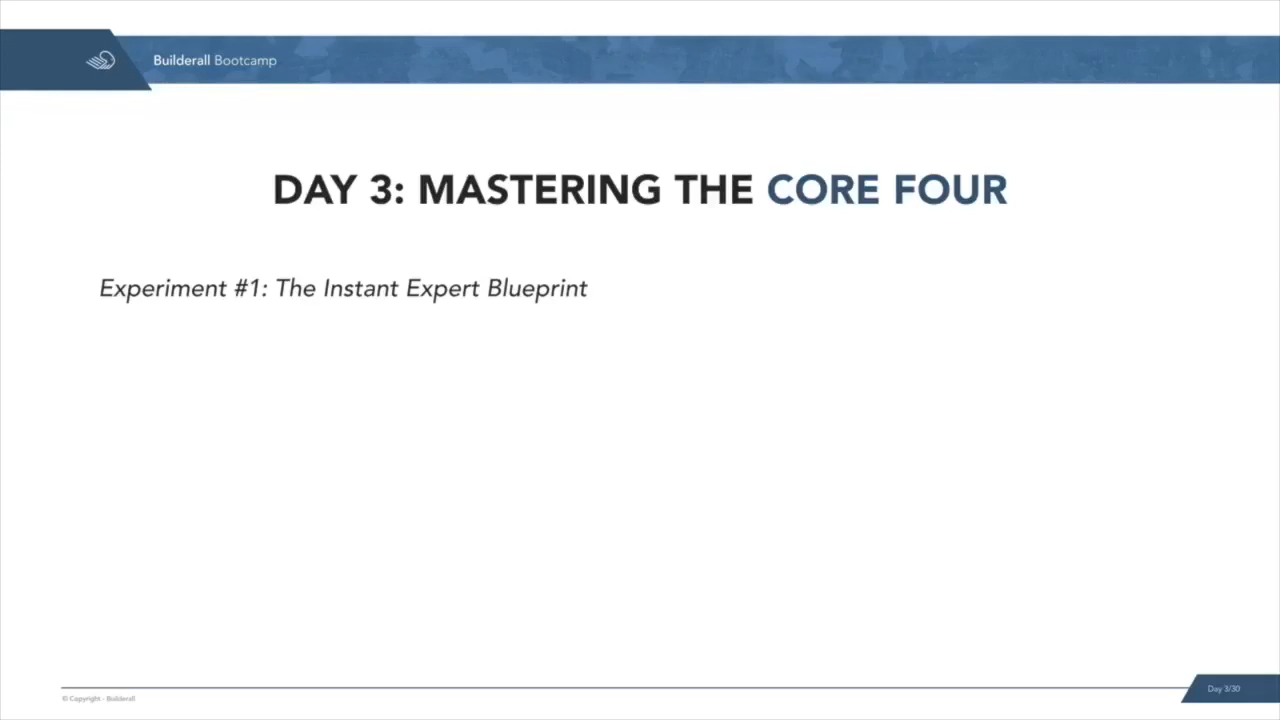 Builderall Bootcamp
DAY 3: MASTERING THE CORE FOUR
Experiment #1: The Instant Expert Blueprint
© Copyright - Builderall
Day 3/30